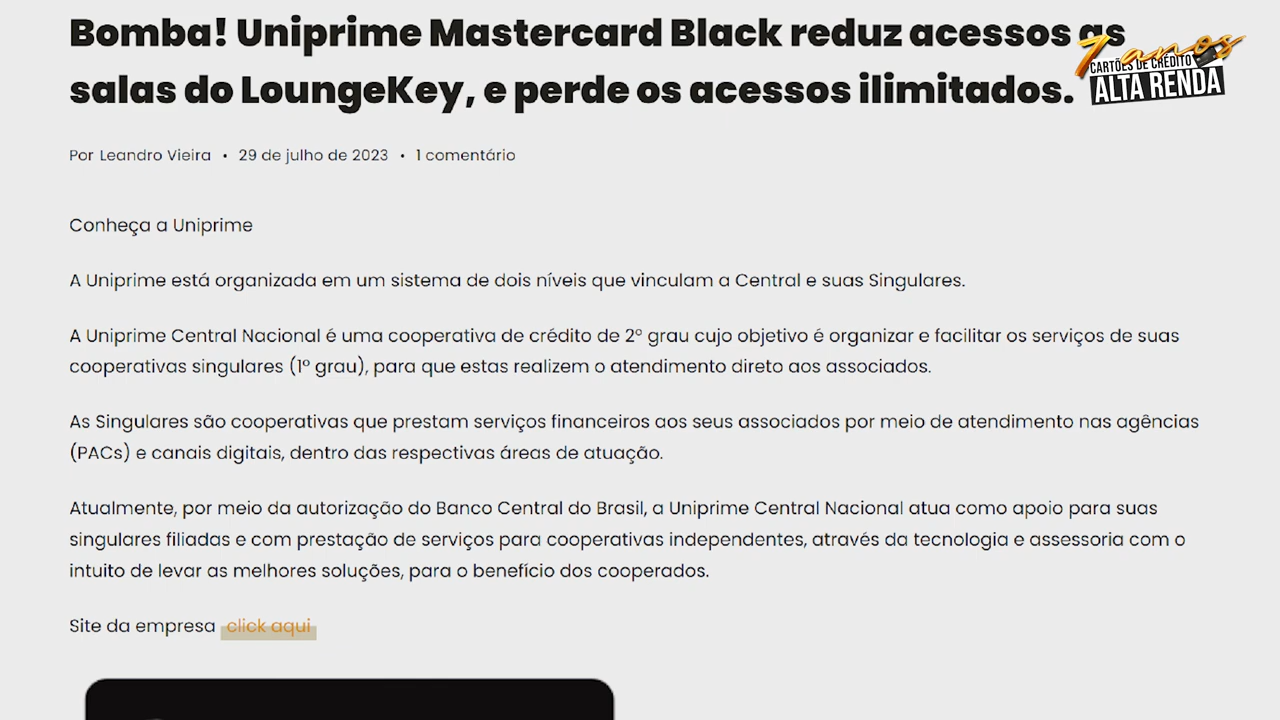 Bomba! Uniprime Mastercard Black reduz acessos as
salas do LoungeKey, e perde os acessos ilimitados.
7 anos
CARTÕES DE CRÉDITO
ALTA RENDA
Por Leandro Vieira • 29 de julho de 2023 • 1 comentário
Conheça a Uniprime
A Uniprime está organizada em um sistema de dois níveis que vinculam a Central e suas Singulares.
A Uniprime Central Nacional é uma cooperativa de crédito de 2º grau cujo objetivo é organizar e facilitar os serviços de suas
cooperativas singulares (1º grau), para que estas realizem o atendimento direto aos associados.
As Singulares são cooperativas que prestam serviços financeiros aos seus associados por meio de atendimento nas agências
(PACs) e canais digitais, dentro das respectivas áreas de atuação.
Atualmente, por meio da autorização do Banco Central do Brasil, a Uniprime Central Nacional atua como apoio para suas
singulares filiadas e com prestação de serviços para cooperativas independentes, através da tecnologia e assessoria com o
intuito de levar as melhores soluções, para o benefício dos cooperados.
Site da empresa click aqui